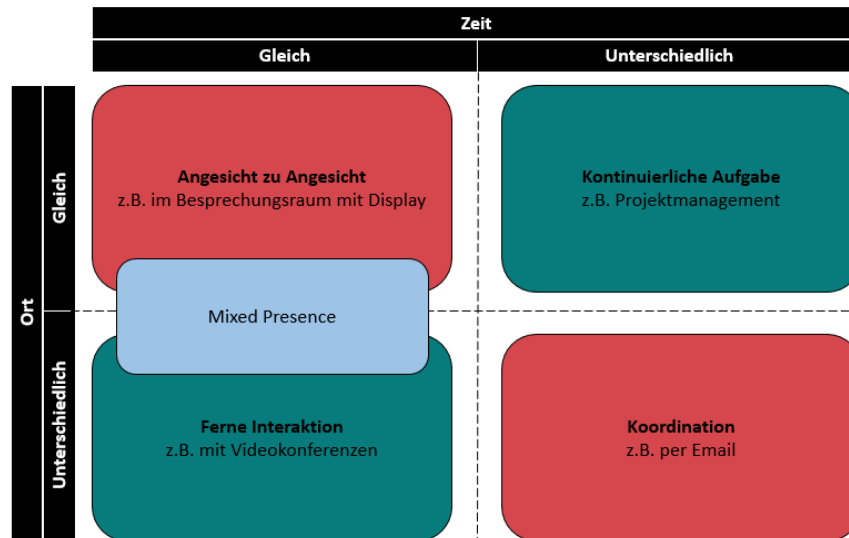 Zeit
Gleich
Unterschiedlich
Ort
Gleich
Angesicht zu Angesicht
z.B. im Besprechungsraum mit Display
Kontinuierliche Aufgabe
z.B. Projektmanagement
Mixed Presence
Unterschiedlich
Ferne Interaktion
z.B. mit Videokonferenzen
Koordination
z.B. per Email